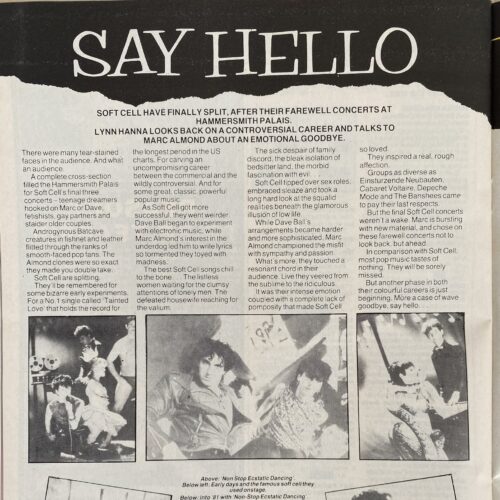 SAY HELLO
SOFT CELL HAVE FINALLY SPLIT, AFTER THEIR FAREWELL CONCERTS AT
HAMMERSMITH PALAIS.
LYNN HANNA LOOKS BACK ON A CONTROVERSIAL CAREER AND TALKS TO
MARC ALMOND ABOUT AN EMOTIONAL GOODBYE.
There were many tear-stained
faces in the audience. And what
an audience.
A complete cross-section
filled the Hammersmith Palais
for Soft Cell's final three
concerts – teenage dreamers
hooked on Marc or Dave,
fetishists, gay partners and
staider older couples.
Androgynous Batcave
creatures in fishnet and leather
filtered through the ranks of
smooth-faced pop fans. The
Almond clones were so exact
they made you double take.
Soft Cell are splitting.
They'll be remembered for
some bizarre early experiments.
For a No. 1 single called 'Tainted
Love' that holds the record for
the longest period in the US
charts. For carving an
uncompromising career
between the commercial and the
wildly controversial. And for
some great, classic, powerful
popular music.
As Soft Cell got more
successful, they went weirder.
Dave Ball began to experiment
with electronic music, while
Marc Almond's interest in the
underdog led him to write lyrics
so tormented they toyed with
madness.
The best Soft Cell songs chill
to the bone . . . The listless
women waiting for the clumsy
attentions of lonely men. The
defeated housewife reaching for
the valium.
The sick despair of family
discord, the bleak isolation of
bedsitter land, the morbid
fascination with evil . . .
Soft Cell toped over sex roles,
embraced sleaze and took a
long hard look at the squalid
realities beneath the glamorous
illusion of low life.
While Dave Ball's
arrangements became harder
and more sophisticated, Marc
Almond championed the misfit
with sympathy and passion.
What's more, they touched a
resonant chord in their
audience. Live they veered from
the sublime to the ridiculous.
It was their intense emotion
coupled with a complete lack of
pomposity that made Soft Cell
so loved.
They inspired a real, rough
affection.
Groups as diverse as
Einsturzende Neubauten,
Cabaret Voltaire, Depeche
Mode and The Banshees came
to pay their last respects.
But the final Soft Cell concerts
weren't a wake. Marc is bursting
with new material, and chose on
these farewell concerts not to
look back, but ahead.
In comparison with Soft Cell,
most pop music tastes of
nothing. They will be sorely
missed.
But another phase in both
their colourful careers is just
beginning. More a case of wave
goodbye, say hello. . .
Above: 'Non Stop Ecstatic Dancing'.
Below left: Early days and the famous soft cell they
used onstage.
Below: Into '81 with 'Non-Stop Ecstatic Dancing'